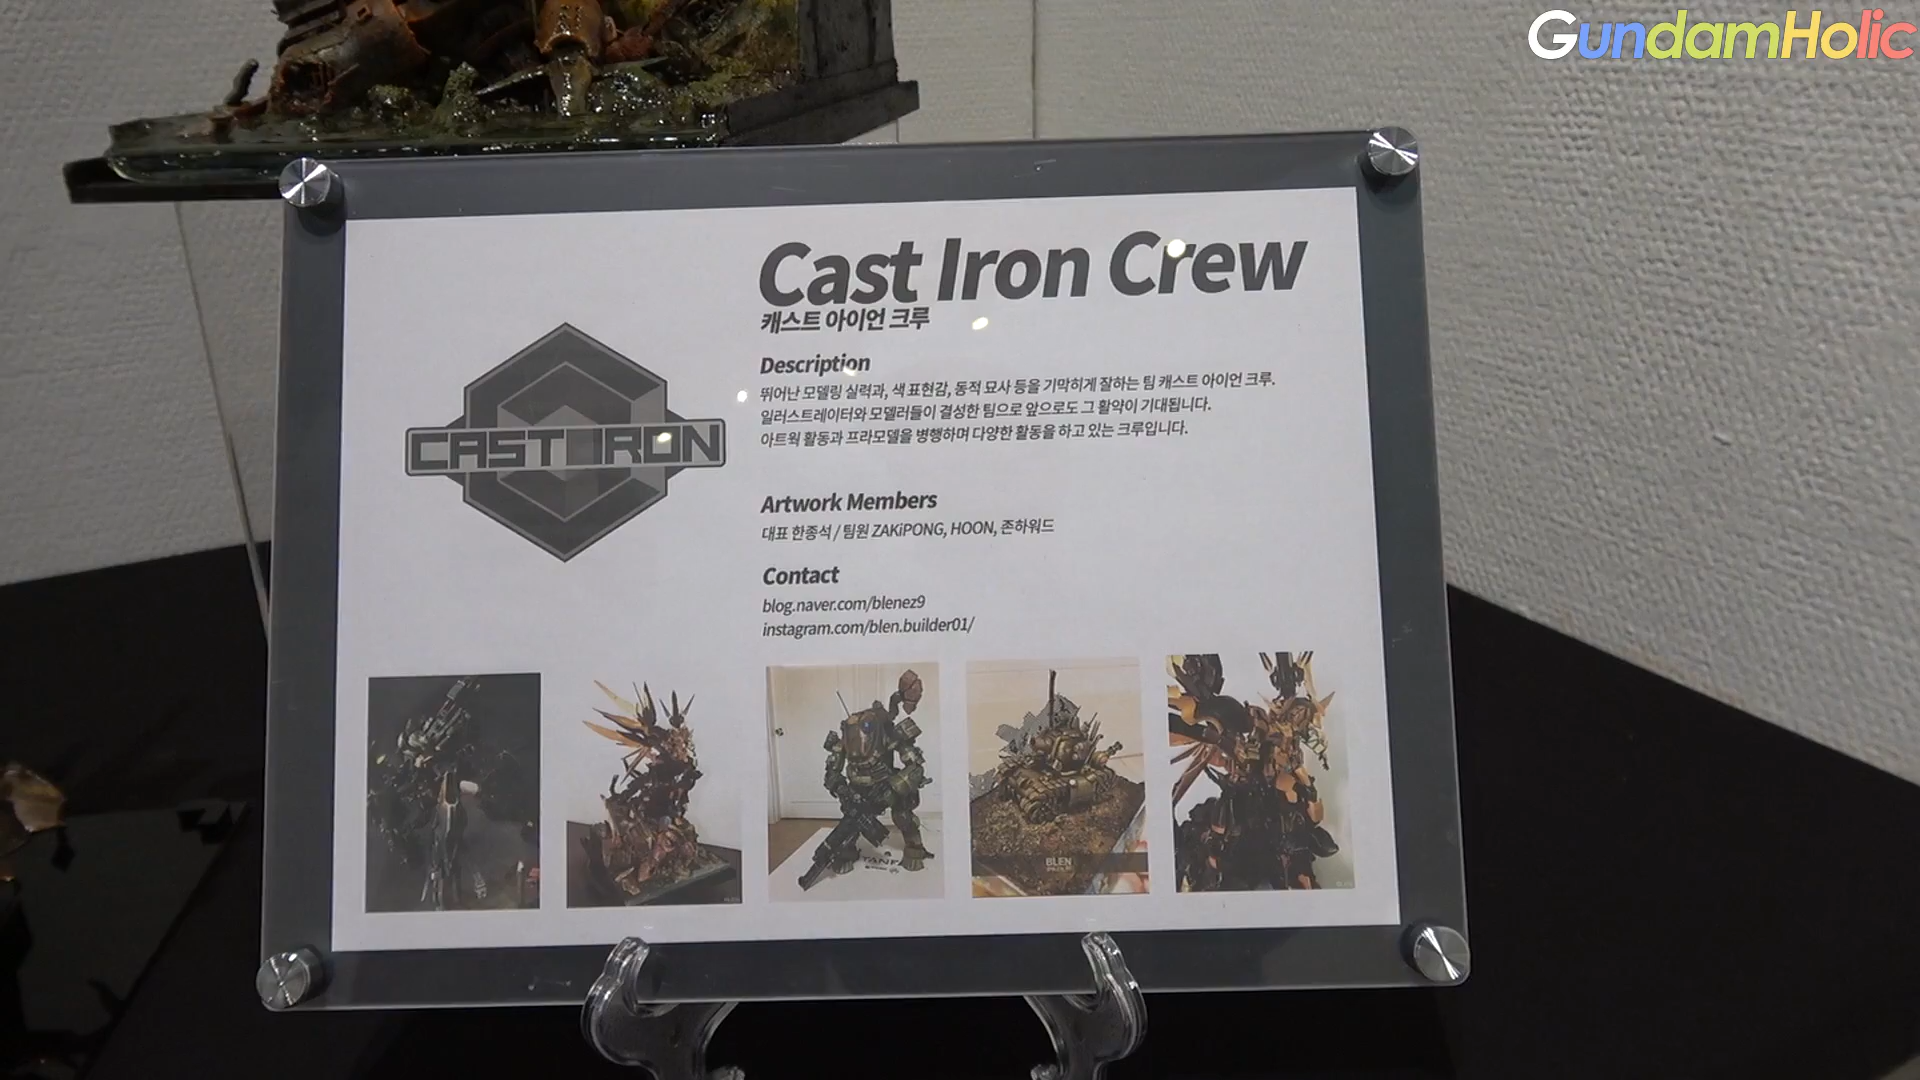 GundamHolic
Cast Iron Crew
캐스트 아이언 크루
CAST IRON
Description
뛰어난 모델링 실력과, 색 표현감, 동적 묘사 등을 기막히게 잘하는 팀 캐스트 아이언 크루.
일러스트레이터와 모델러들이 결성한 팀으로 앞으로도 그 활약이 기대됩니다.
아트웍 활동과 프라모델을 병행하며 다양한 활동을 하고 있는 크루입니다.
Artwork Members
대표 한종석 / 팀원 ZAKiPONG, HOON, 존하워드
Contact
blog.naver.com/blenez9
instagram.com/blen.builder01/
BLEN